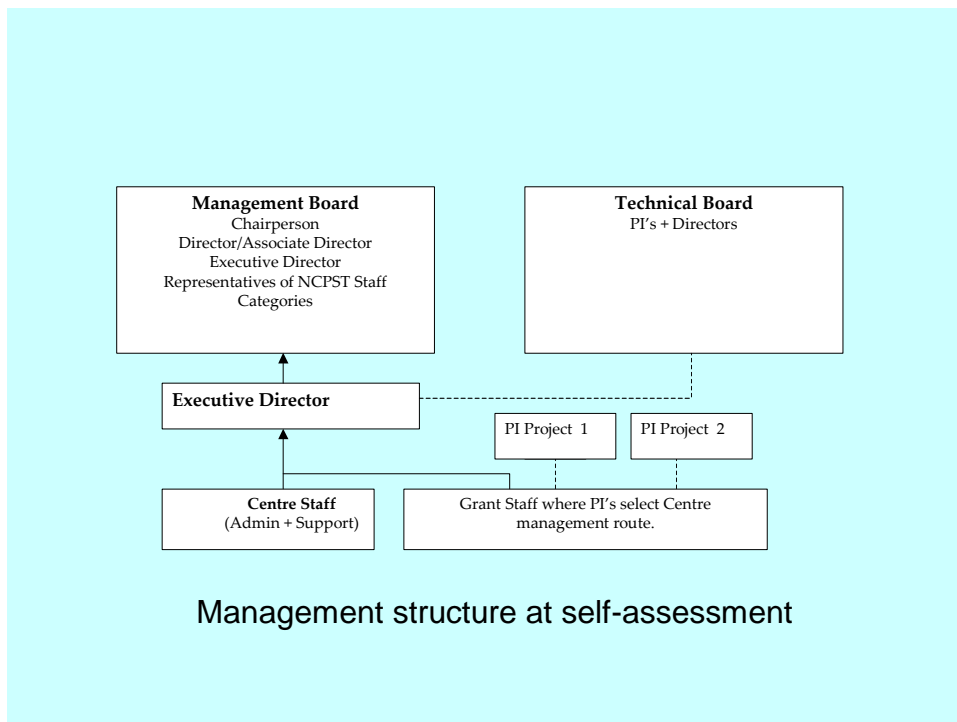 Management Board
Chairperson
Director/Associate Director
Executive Director
Representatives of NCPST Staff
Categories
Technical Board
PI’s + Directors
Executive Director
PI Project 1
PI Project 2
Centre Staff
(Admin + Support)
Grant Staff where PI’s select Centre
management route.
Management structure at self-assessment